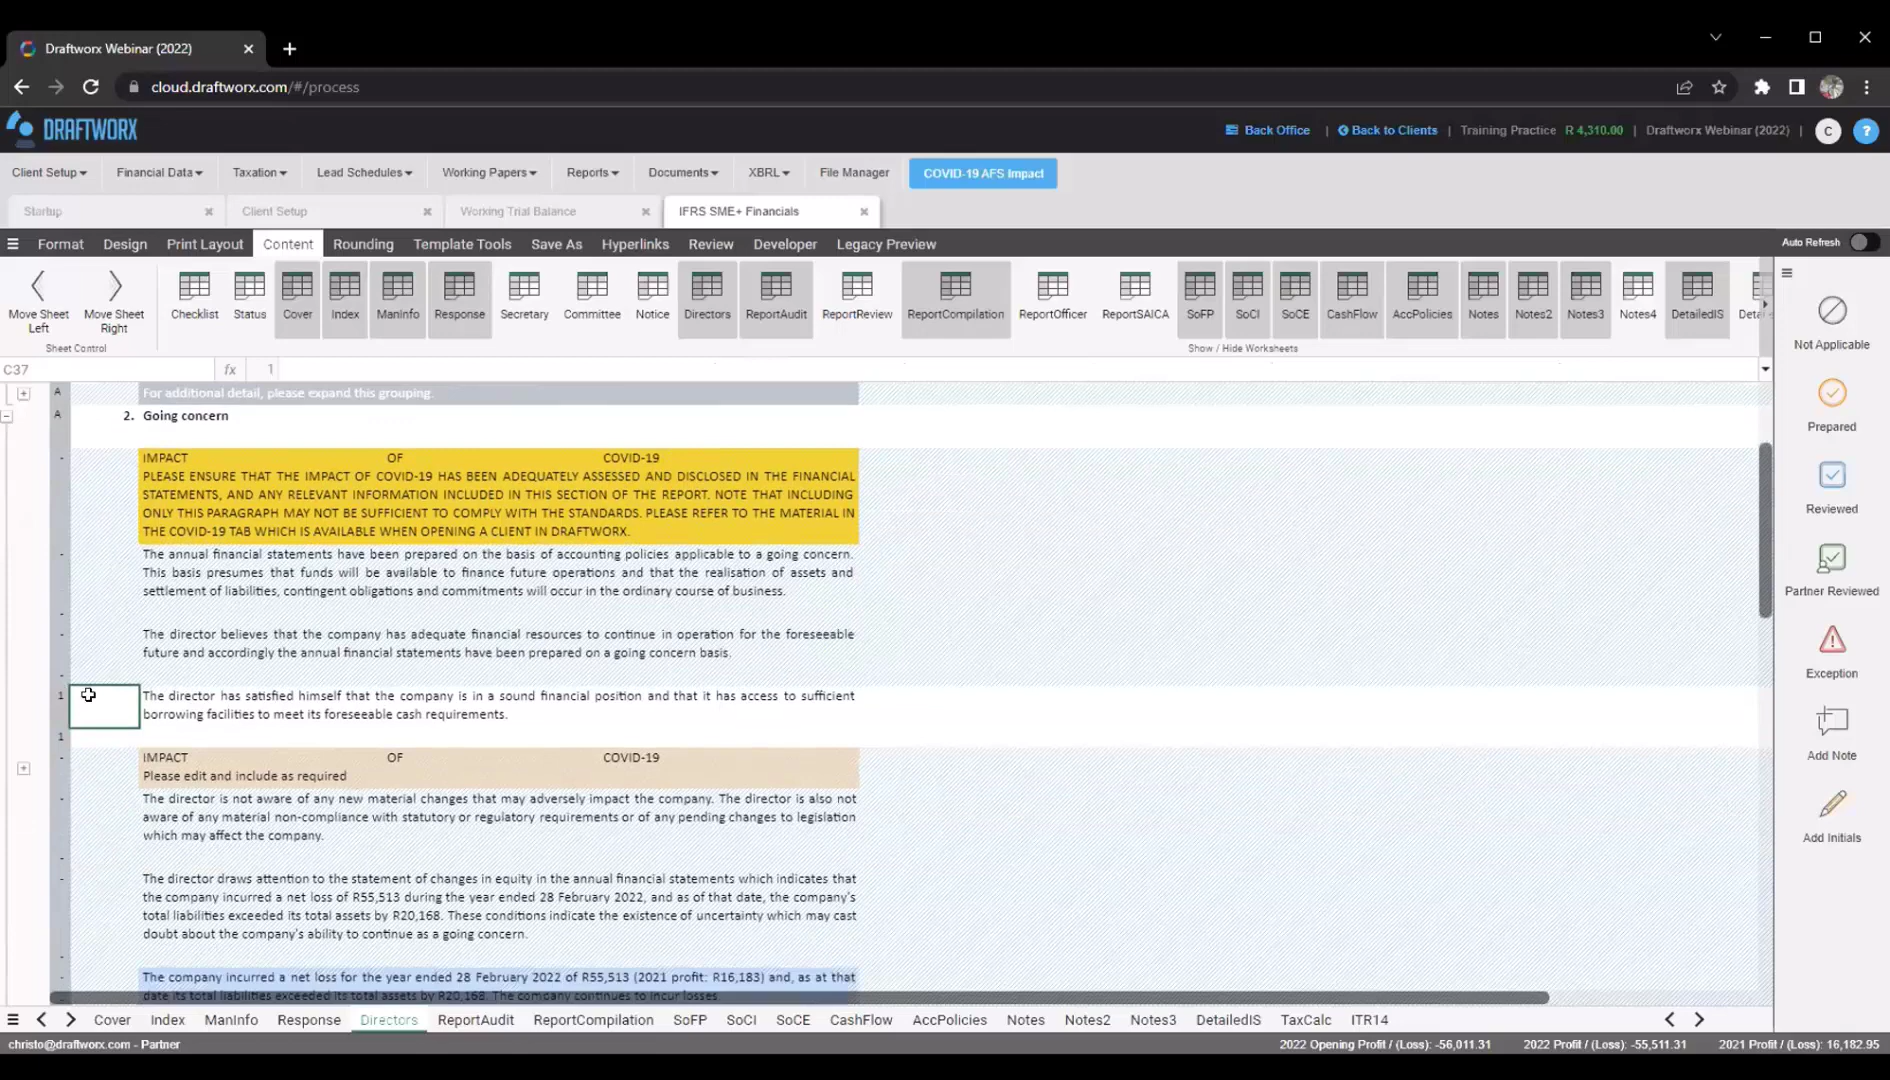 Draftworx Webinar (2022)
cloud.draftworx.com/#/process
DRAFTWORX
Back Office | Back to Clients | Training Practice R 4,310.00 | Draftworx Webinar (2022) | C ?
Client Setup Financial Data Taxation Lead Schedules Working Papers Reports Documents XBRL File Manager COVID-19 AFS Impact
Startup Client Setup Working Trial Balance IFRS SME+ Financials
Format Design Print Layout Content Rounding Template Tools Save As Hyperlinks Review Developer Legacy Preview Auto Refresh
Move Sheet Left
Move Sheet Right
Checklist Status Cover Index ManInfo Response Secretary Committee Notice Directors ReportAudit ReportReview ReportCompilation ReportOfficer ReportSAICA SoFP SoCI SoCE CashFlow AccPolicies Notes Notes2 Notes3 Notes4 DetailedIS
Sheet Control
Show / Hide Worksheets
C37 fx 1
A For additional detail, please expand this grouping.
A 2. Going concern
- IMPACT OF COVID-19
PLEASE ENSURE THAT THE IMPACT OF COVID-19 HAS BEEN ADEQUATELY ASSESSED AND DISCLOSED IN THE FINANCIAL
STATEMENTS, AND ANY RELEVANT INFORMATION INCLUDED IN THIS SECTION OF THE REPORT. NOTE THAT INCLUDING
ONLY THIS PARAGRAPH MAY NOT BE SUFFICIENT TO COMPLY WITH THE STANDARDS. PLEASE REFER TO THE MATERIAL IN
THE COVID-19 TAB WHICH IS AVAILABLE WHEN OPENING A CLIENT IN DRAFTWORX.
- The annual financial statements have been prepared on the basis of accounting policies applicable to a going concern.
This basis presumes that funds will be available to finance future operations and that the realisation of assets and
settlement of liabilities, contingent obligations and commitments will occur in the ordinary course of business.
-
- The director believes that the company has adequate financial resources to continue in operation for the foreseeable
future and accordingly the annual financial statements have been prepared on a going concern basis.
-
1 The director has satisfied himself that the company is in a sound financial position and that it has access to sufficient
borrowing facilities to meet its foreseeable cash requirements.
1
- IMPACT OF COVID-19
Please edit and include as required
- The director is not aware of any new material changes that may adversely impact the company. The director is also not
aware of any material non-compliance with statutory or regulatory requirements or of any pending changes to legislation
which may affect the company.
-
- The director draws attention to the statement of changes in equity in the annual financial statements which indicates that
the company incurred a net loss of R55,513 during the year ended 28 February 2022, and as of that date, the company's
total liabilities exceeded its total assets by R20,168. These conditions indicate the existence of uncertainty which may cast
doubt about the company's ability to continue as a going concern.
-
- The company incurred a net loss for the year ended 28 February 2022 of R55,513 (2021 profit: R16,183) and, as at that
date its total liabilities exceeded its total assets by R20,168. The company continues to incur losses.
Not Applicable
Prepared
Reviewed
Partner Reviewed
Exception
Add Note
Add Initials
Cover Index ManInfo Response Directors ReportAudit ReportCompilation SoFP SoCI SoCE CashFlow AccPolicies Notes Notes2 Notes3 DetailedIS TaxCalc ITR14
christo@draftworx.com - Partner 2022 Opening Profit / (Loss): -56,011.31 2022 Profit / (Loss): -55,511.31 2021 Profit / (Loss): 16,182.95